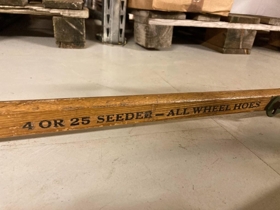 4 OR 25 SEEDER – ALL WHEEL HOES